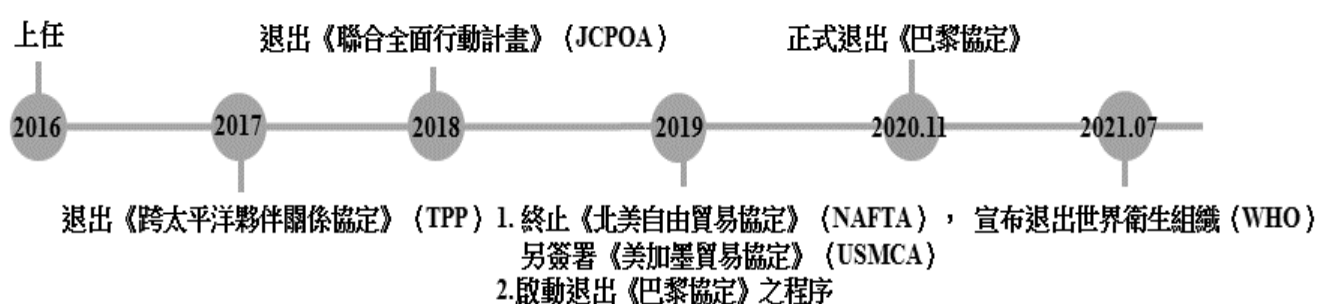 上任
退出《聯合全面行動計畫》（JCPOA）
正式退出《巴黎協定》
2016
2017
2018
2019
2020.11
2021.07
退出《跨太平洋夥伴關係協定》（TPP）
1. 終止《北美自由貿易協定》（NAFTA），
另簽署《美加墨貿易協定》（USMCA）
2.啟動退出《巴黎協定》之程序
宣布退出世界衛生組織（WHO）